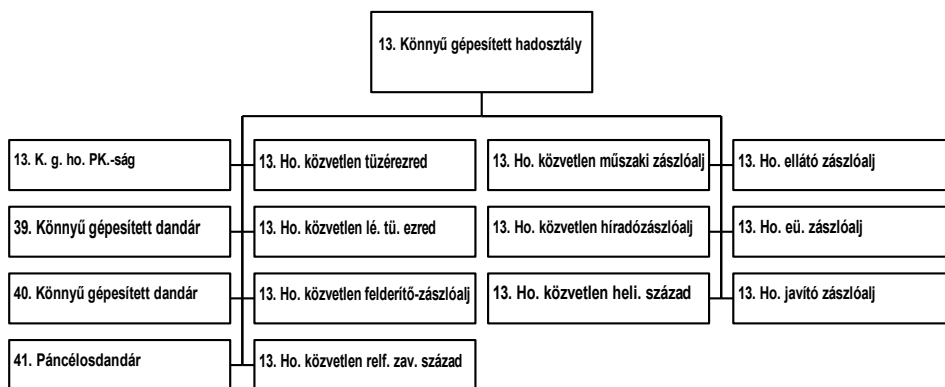 13. Könnyű gépesített hadosztály
13. K. g. ho. PK.-ság
13. Ho. közvetlen tüzérezred
13. Ho. közvetlen műszaki zászlóalj
13. Ho. ellátó zászlóalj
39. Könnyű gépesített dandár
13. Ho. közvetlen lé. tü. ezred
13. Ho. közvetlen híradózászlóalj
13. Ho. eü. zászlóalj
40. Könnyű gépesített dandár
13. Ho. közvetlen felderítő-zászlóalj
13. Ho. közvetlen heli. század
13. Ho. javító zászlóalj
41. Páncélosdandár
13. Ho. közvetlen relf. zav. század